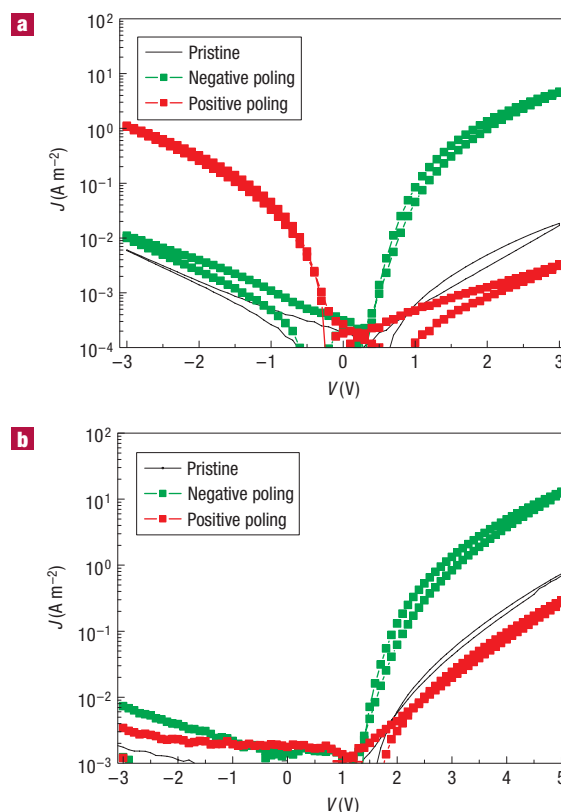 a
10²
10¹
10⁰
10⁻¹
10⁻²
10⁻³
10⁻⁴
J (A m⁻²)
Pristine
Negative poling
Positive poling
−3 −2 −1 0 1 2 3
V (V)
b
10²
10¹
10⁰
10⁻¹
10⁻²
10⁻³
J (A m⁻²)
Pristine
Negative poling
Positive poling
−3 −2 −1 0 1 2 3 4 5
V (V)